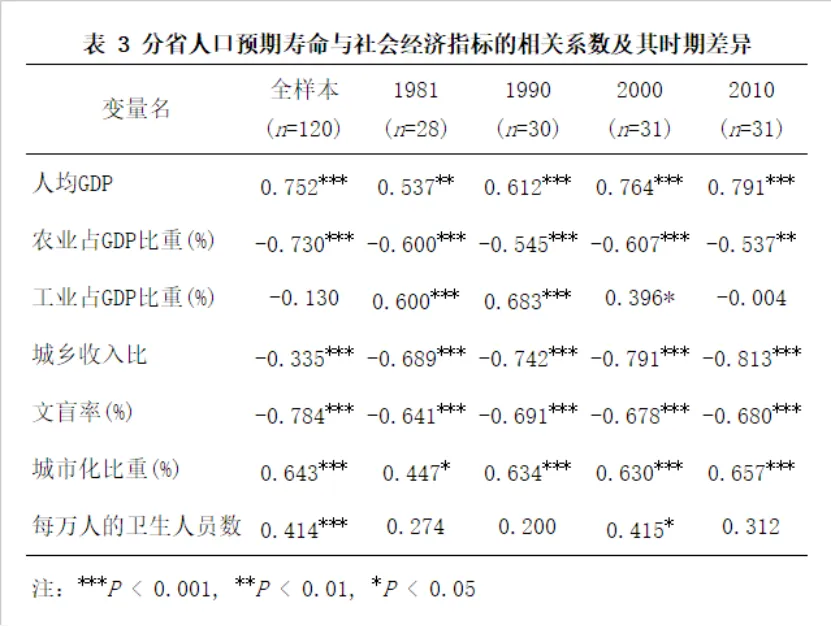 表 3 分省人口预期寿命与社会经济指标的相关系数及其时期差异
变量名 全样本 1981 1990 2000 2010
(n=120) (n=28) (n=30) (n=31) (n=31)
人均GDP 0.752*** 0.537** 0.612*** 0.764*** 0.791***
农业占GDP比重(%) -0.730*** -0.600*** -0.545*** -0.607*** -0.537**
工业占GDP比重(%) -0.130 0.600*** 0.683*** 0.396* -0.004
城乡收入比 -0.335*** -0.689*** -0.742*** -0.791*** -0.813***
文盲率(%) -0.784*** -0.641*** -0.691*** -0.678*** -0.680***
城市化比重(%) 0.643*** 0.447* 0.634*** 0.630*** 0.657***
每万人的卫生人员数 0.414*** 0.274 0.200 0.415* 0.312
注: ***P < 0.001, **P < 0.01, *P < 0.05